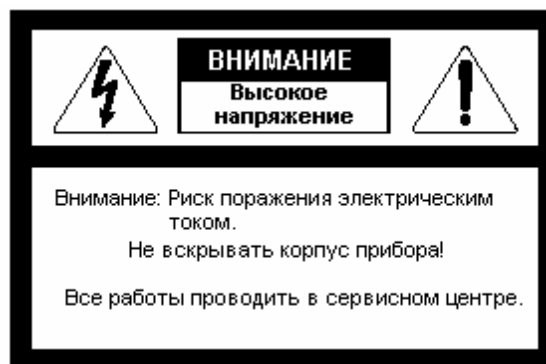 ВНИМАНИЕ
Высокое
напряжение
Внимание: Риск поражения электрическим
током.
Не вскрывать корпус прибора!
Все работы проводить в сервисном центре.